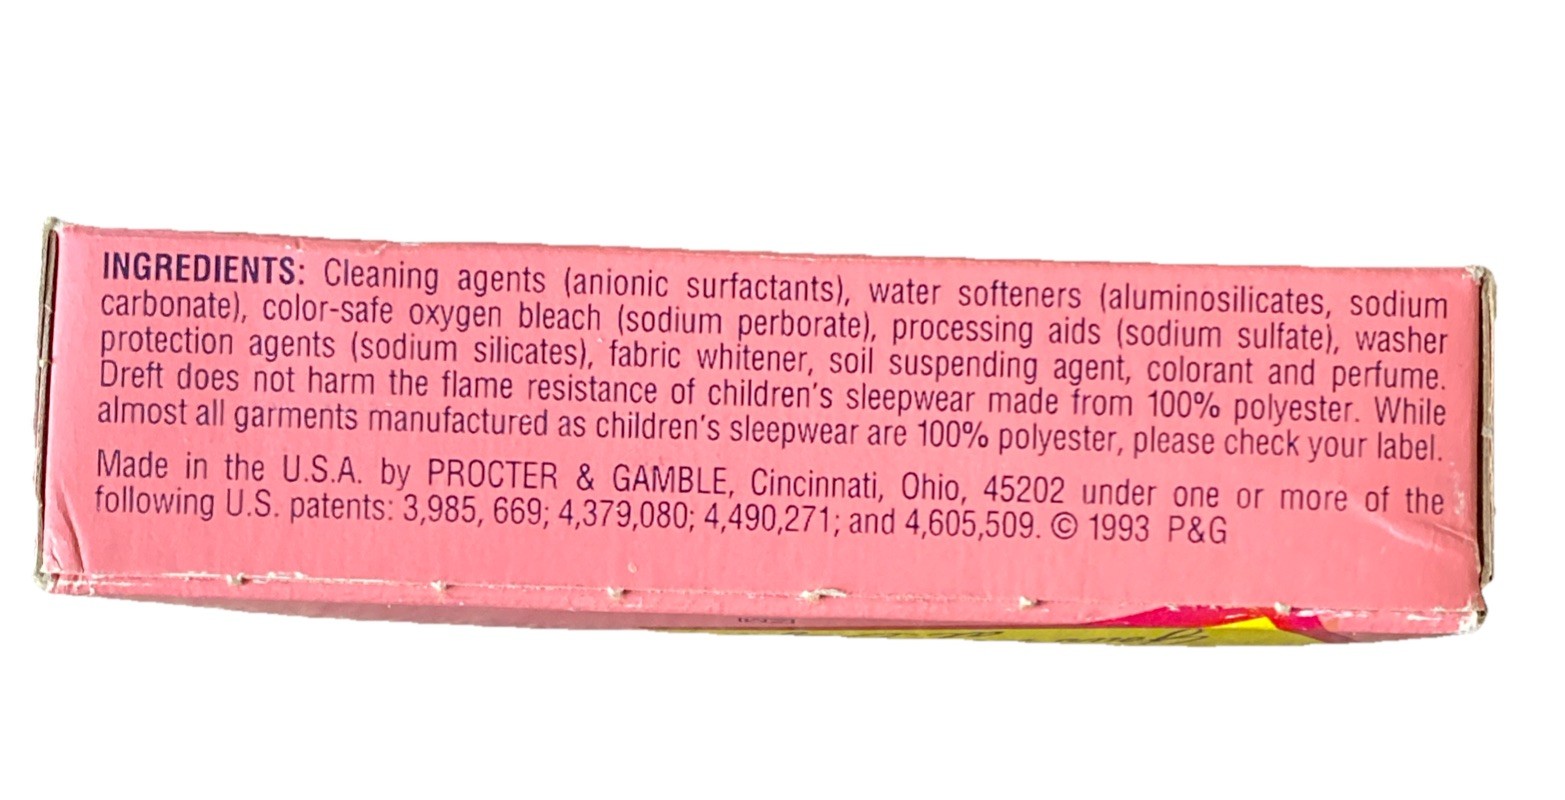 INGREDIENTS: Cleaning agents (anionic surfactants), water softeners (aluminosilicates, sodium
carbonate), color-safe oxygen bleach (sodium perborate), processing aids (sodium sulfate), washer
protection agents (sodium silicates), fabric whitener, soil suspending agent, colorant and perfume.
Dreft does not harm the flame resistance of children's sleepwear made from 100% polyester. While
almost all garments manufactured as children's sleepwear are 100% polyester, please check your label.
Made in the U.S.A. by PROCTER & GAMBLE, Cincinnati, Ohio, 45202 under one or more of the
following U.S. patents: 3,985, 669; 4,379,080; 4,490,271; and 4,605,509. © 1993 P&G